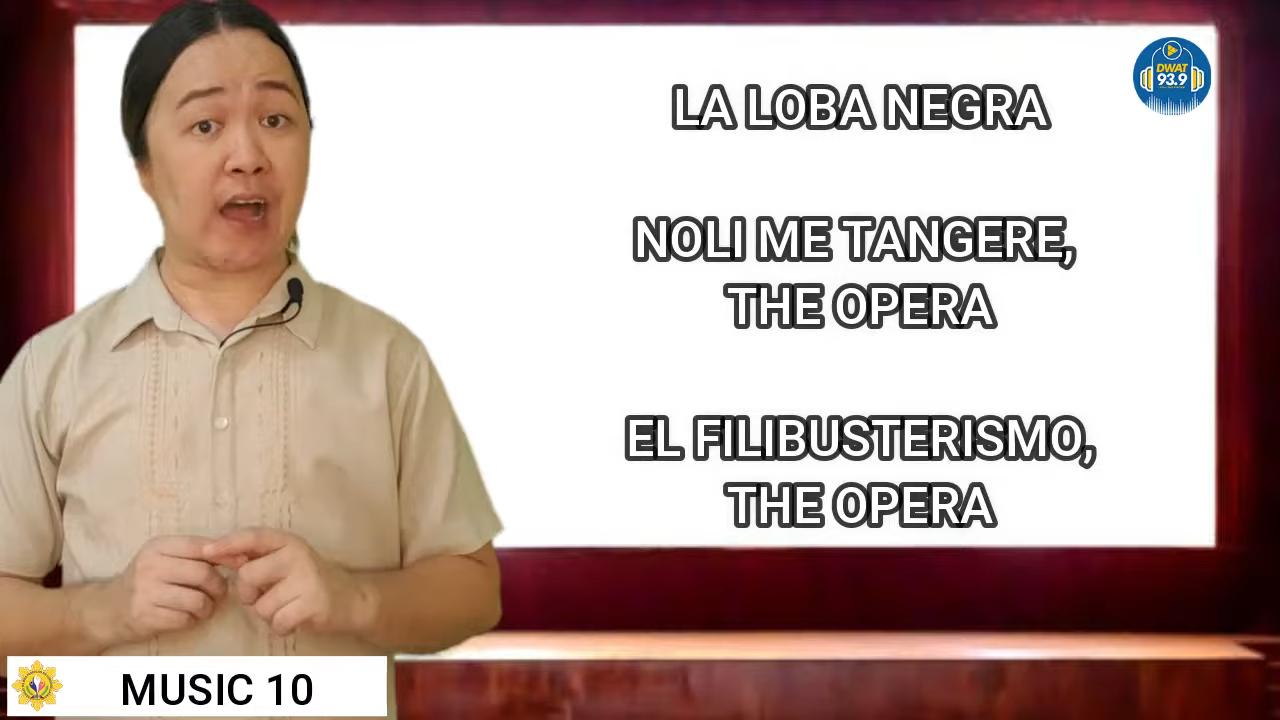 DWAT
93.9
LA LOBA NEGRA
NOLI ME TANGERE,
THE OPERA
EL FILIBUSTERISMO,
THE OPERA
MUSIC 10